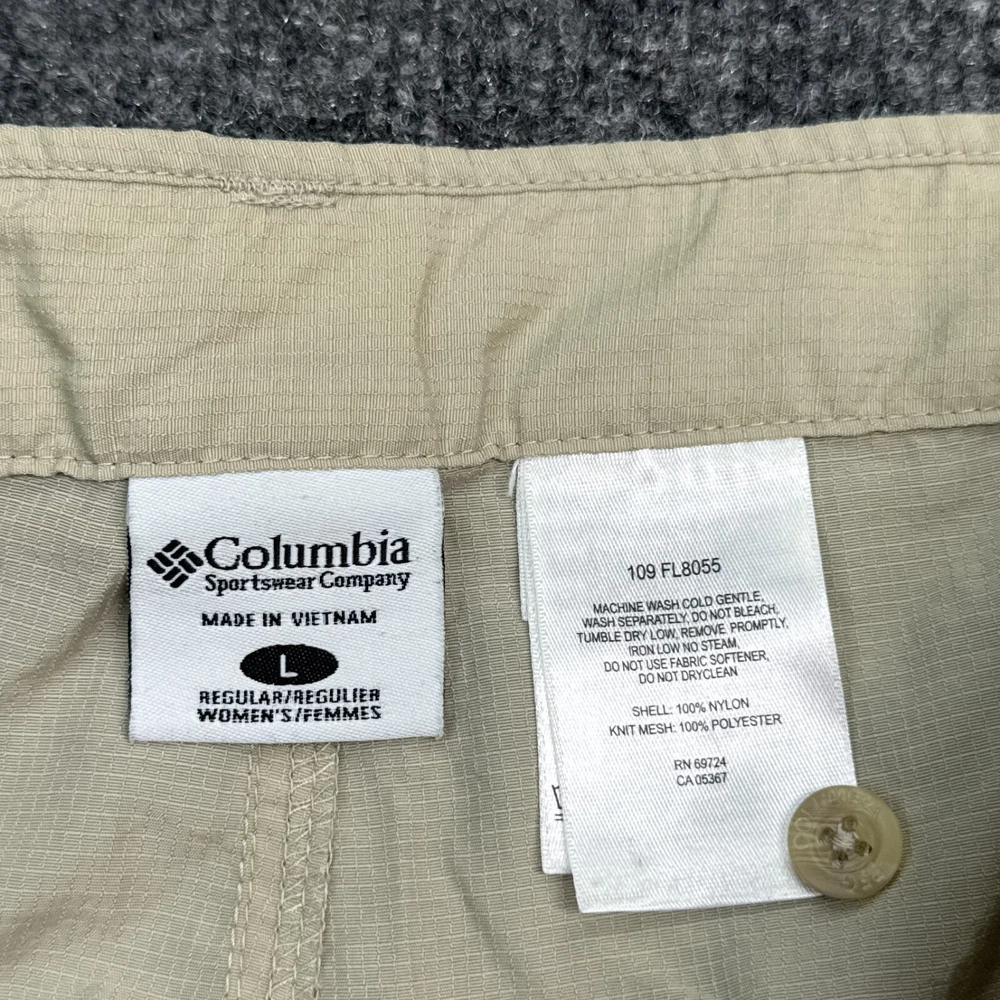 Columbia
Sportswear Company
MADE IN VIETNAM
L
REGULAR/REGULIER
WOMEN'S/FEMMES
109 FL8055
MACHINE WASH COLD GENTLE,
WASH SEPARATELY, DO NOT BLEACH,
TUMBLE DRY LOW, REMOVE PROMPTLY,
IRON LOW NO STEAM,
DO NOT USE FABRIC SOFTENER,
DO NOT DRYCLEAN
SHELL: 100% NYLON
KNIT MESH: 100% POLYESTER
RN 69724
CA 05367